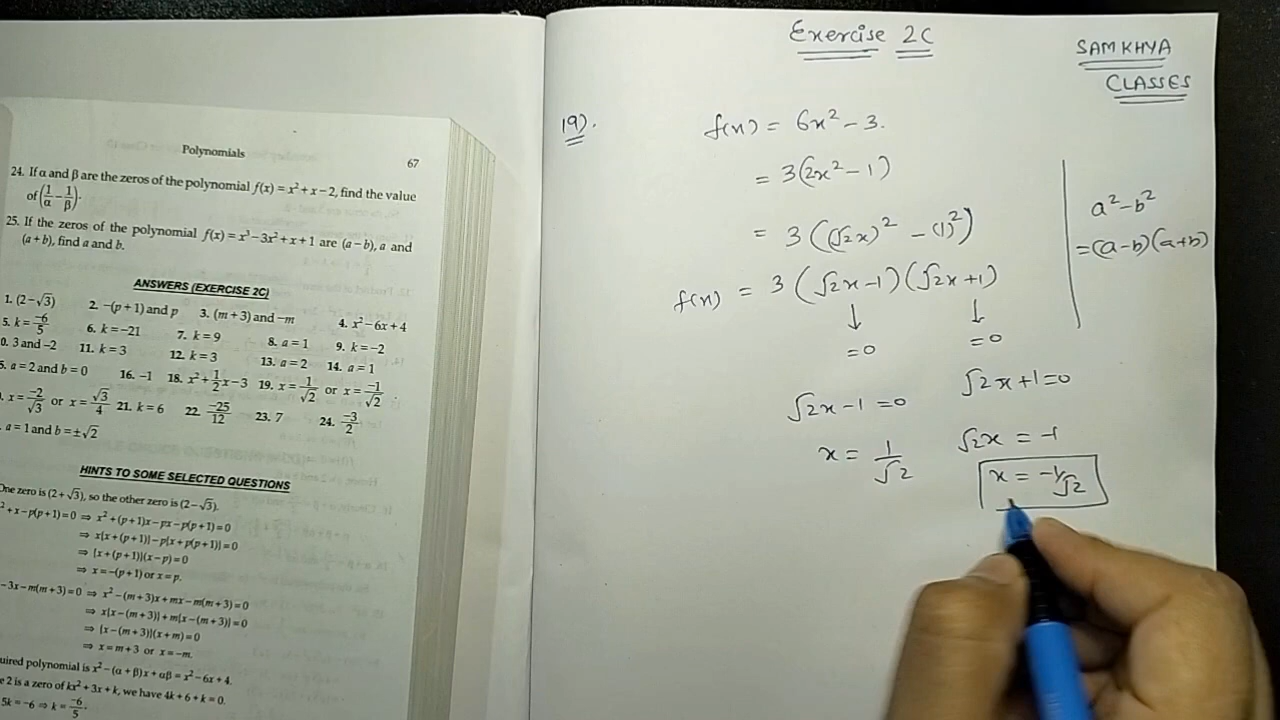 Polynomials
67
24. If α and β are the zeros of the polynomial f(x) = x² + x − 2, find the value
of (1/α − 1/β).
25. If the zeros of the polynomial f(x) = x³ − 3x² + x + 1 are (a − b), a and
(a + b), find a and b.
ANSWERS (EXERCISE 2C)
1. (2 − √3) 2. −(p + 1) and p 3. (m + 3) and −m 4. x² − 6x + 4
5. k = −6/5 6. k = −21 7. k = 9 8. a = 1 9. k = −2
0. 3 and −2 11. k = 3 12. k = 3 13. a = 2 14. a = 1
5. a = 2 and b = 0 16. −1 18. x² + 1/2 x − 3 19. x = 1/√2 or x = −1/√2
. x = −2/√3 or x = √3/4 21. k = 6 22. −25/12 23. 7 24. −3/2
. a = 1 and b = ±√2
HINTS TO SOME SELECTED QUESTIONS
One zero is (2 + √3), so the other zero is (2 − √3).
² + x − p(p + 1) = 0 ⇒ x² + (p + 1)x − px − p(p + 1) = 0
⇒ x{x + (p + 1)} − p{x + p(p + 1)} = 0
⇒ {x + (p + 1)}(x − p) = 0
⇒ x = −(p + 1) or x = p.
− 3x − m(m + 3) = 0 ⇒ x² − (m + 3)x + mx − m(m + 3) = 0
⇒ x{x − (m + 3)} + m{x − (m + 3)} = 0
⇒ {x − (m + 3)}(x + m) = 0
⇒ x = m + 3 or x = −m.
uired polynomial is x² − (α + β)x + αβ = x² − 6x + 4.
e 2 is a zero of kx² + 3x + k, we have 4k + 6 + k = 0.
5k = −6 ⇒ k = −6/5.
Exercise 2C
SAMKHYA
CLASSES
19).
f(x) = 6x² − 3.
= 3(2x² − 1)
= 3((√2x)² − (1)²)
f(x) = 3(√2x − 1)(√2x + 1)
↓ ↓
= 0 = 0
√2x − 1 = 0
x = 1/√2
√2x + 1 = 0
√2x = −1
x = −1/√2
a² − b²
= (a − b)(a + b)